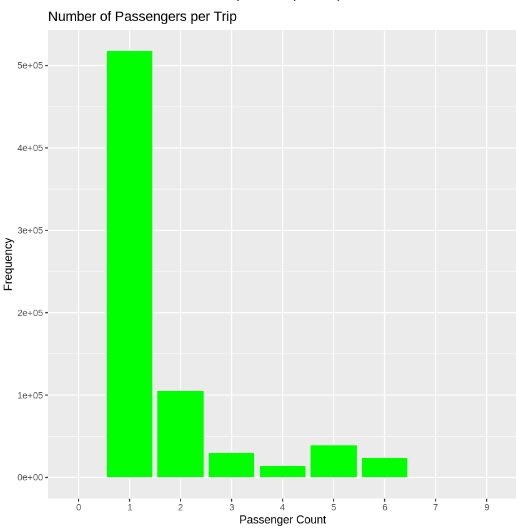 Number of Passengers per Trip
5e+05
4e+05
3e+05
2e+05
1e+05
0e+00
Frequency
0 1 2 3 4 5 6 7 9
Passenger Count